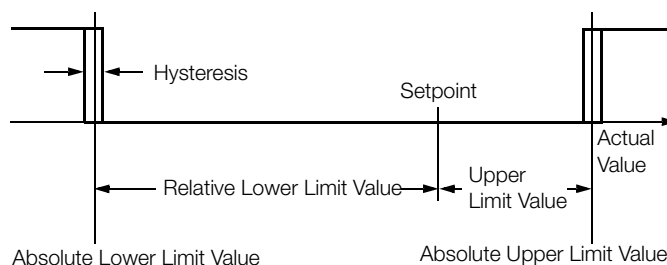 Hysteresis
Setpoint
Actual
Value
Relative Lower Limit Value
Upper
Limit Value
Absolute Lower Limit Value
Absolute Upper Limit Value